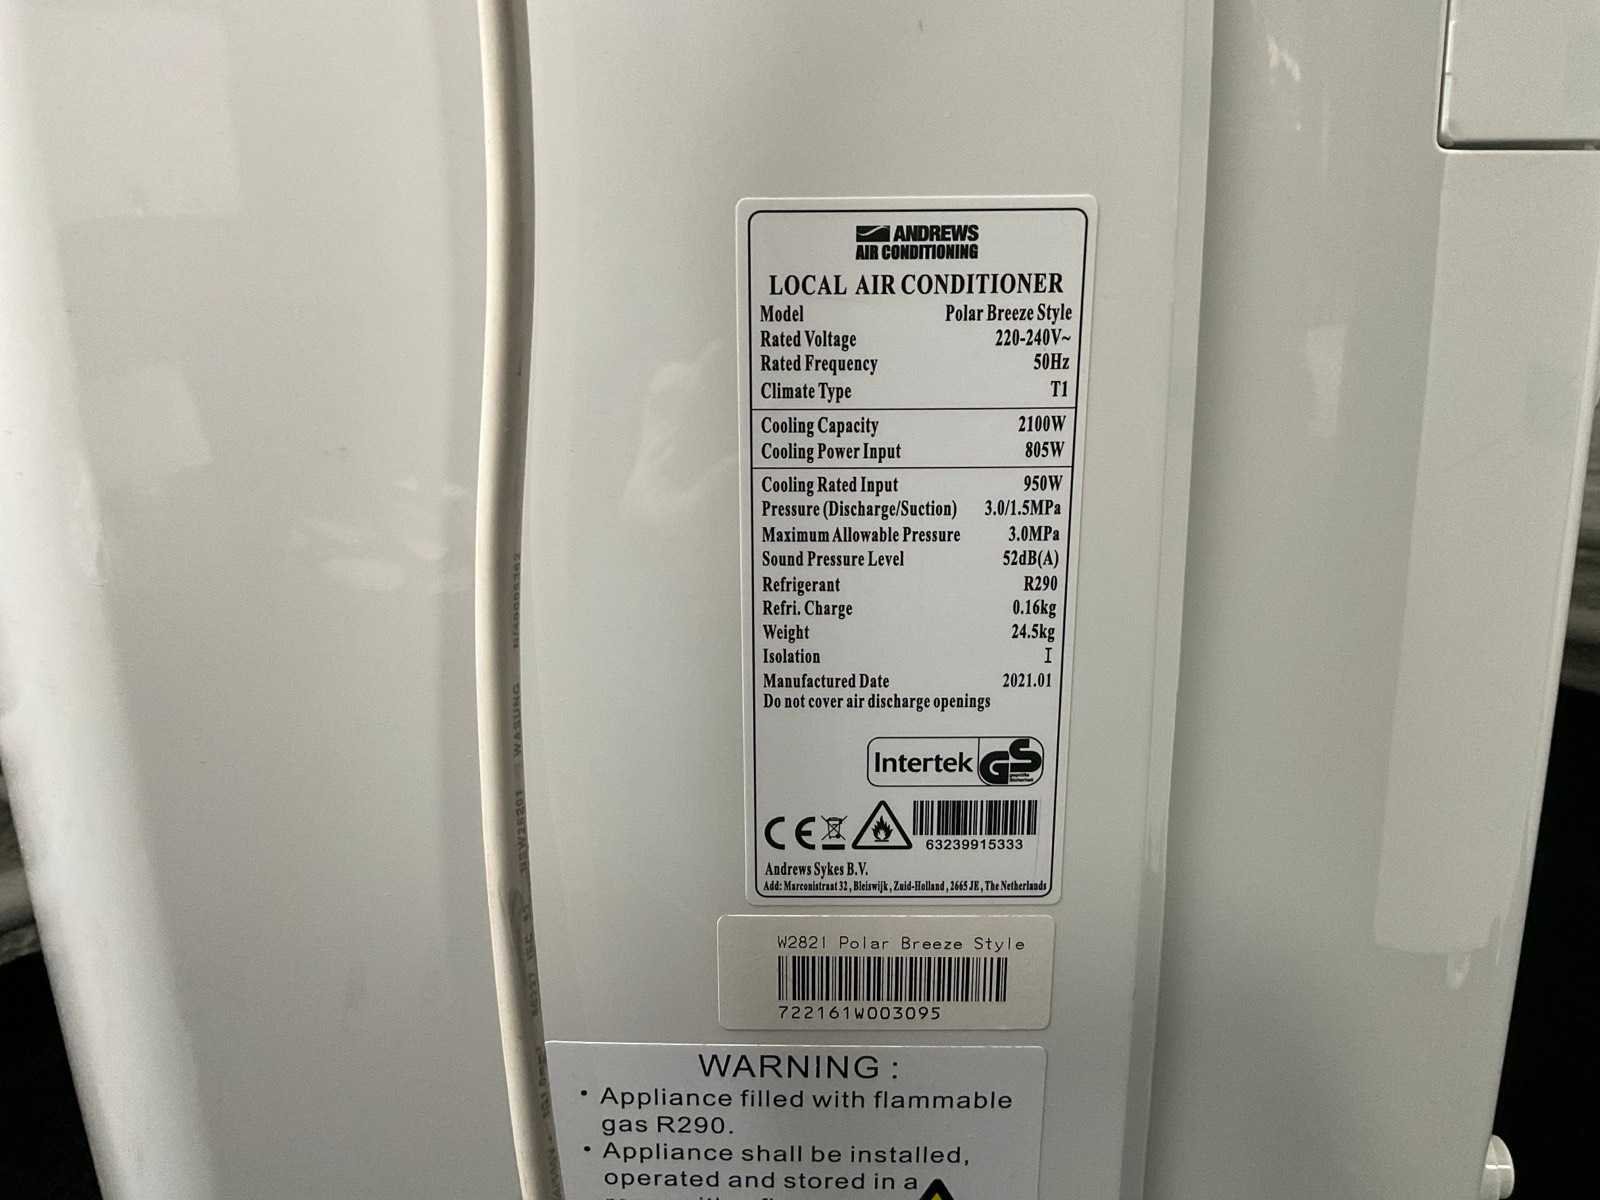 ANDREWS
AIR CONDITIONING
LOCAL AIR CONDITIONER
Model Polar Breeze Style
Rated Voltage 220-240V~
Rated Frequency 50Hz
Climate Type T1
Cooling Capacity 2100W
Cooling Power Input 805W
Cooling Rated Input 950W
Pressure (Discharge/Suction) 3.0/1.5MPa
Maximum Allowable Pressure 3.0MPa
Sound Pressure Level 52dB(A)
Refrigerant R290
Refri. Charge 0.16kg
Weight 24.5kg
Isolation I
Manufactured Date 2021.01
Do not cover air discharge openings
Intertek GS
geprüfte
Sicherheit
CE
63239915333
Andrews Sykes B.V.
Add: Marconistraat 32, Bleiswijk, Zuid-Holland, 2665 JE, The Netherlands
W2821 Polar Breeze Style
722161W003095
WARNING :
• Appliance filled with flammable
gas R290.
• Appliance shall be installed,
operated and stored in a
WASUNG